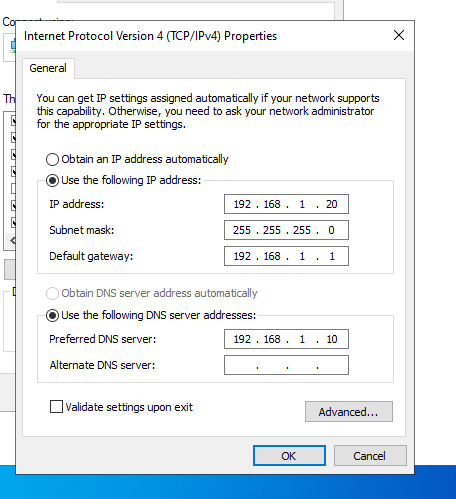 Internet Protocol Version 4 (TCP/IPv4) Properties
General
You can get IP settings assigned automatically if your network supports
this capability. Otherwise, you need to ask your network administrator
for the appropriate IP settings.
Obtain an IP address automatically
Use the following IP address:
IP address: 192 . 168 . 1 . 20
Subnet mask: 255 . 255 . 255 . 0
Default gateway: 192 . 168 . 1 . 1
Obtain DNS server address automatically
Use the following DNS server addresses:
Preferred DNS server: 192 . 168 . 1 . 10
Alternate DNS server: . . .
Validate settings upon exit
Advanced...
OK Cancel